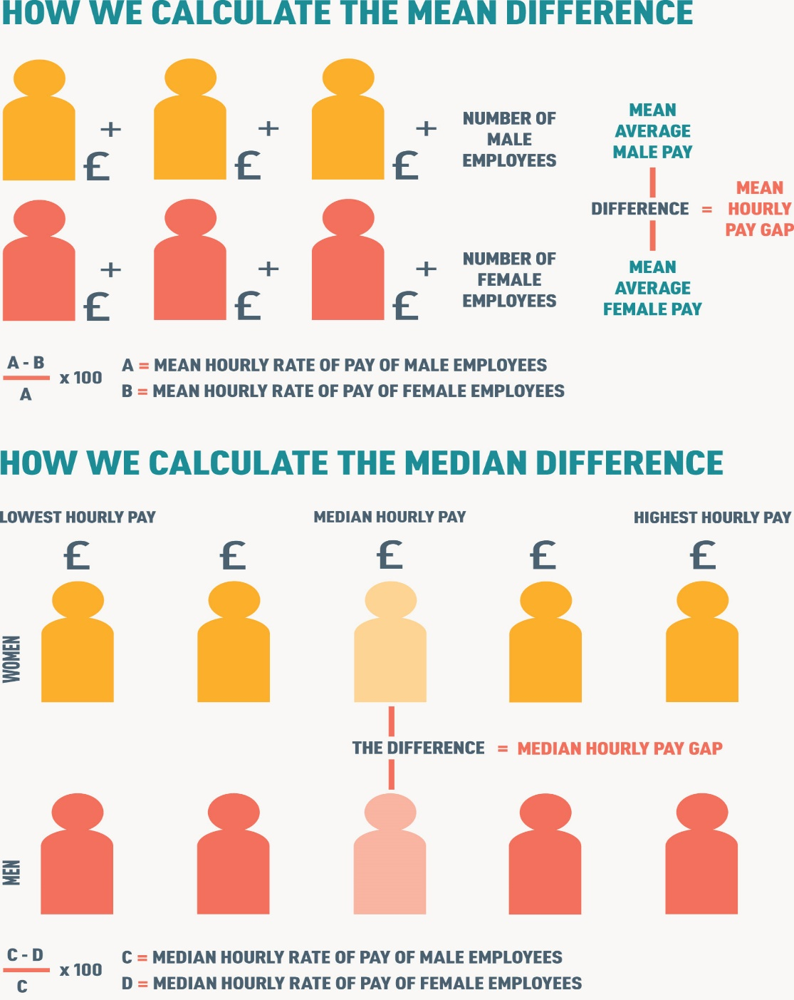 HOW WE CALCULATE THE MEAN DIFFERENCE
+ + +
£ £ £
NUMBER OF
MALE
EMPLOYEES
MEAN
AVERAGE
MALE PAY
DIFFERENCE =
MEAN
HOURLY
PAY GAP
+ + +
£ £ £
NUMBER OF
FEMALE
EMPLOYEES
MEAN
AVERAGE
FEMALE PAY
A - B
A
x 100
A = MEAN HOURLY RATE OF PAY OF MALE EMPLOYEES
B = MEAN HOURLY RATE OF PAY OF FEMALE EMPLOYEES
HOW WE CALCULATE THE MEDIAN DIFFERENCE
LOWEST HOURLY PAY
MEDIAN HOURLY PAY
HIGHEST HOURLY PAY
£ £ £ £ £
WOMEN
THE DIFFERENCE = MEDIAN HOURLY PAY GAP
MEN
C - D
C
x 100
C = MEDIAN HOURLY RATE OF PAY OF MALE EMPLOYEES
D = MEDIAN HOURLY RATE OF PAY OF FEMALE EMPLOYEES